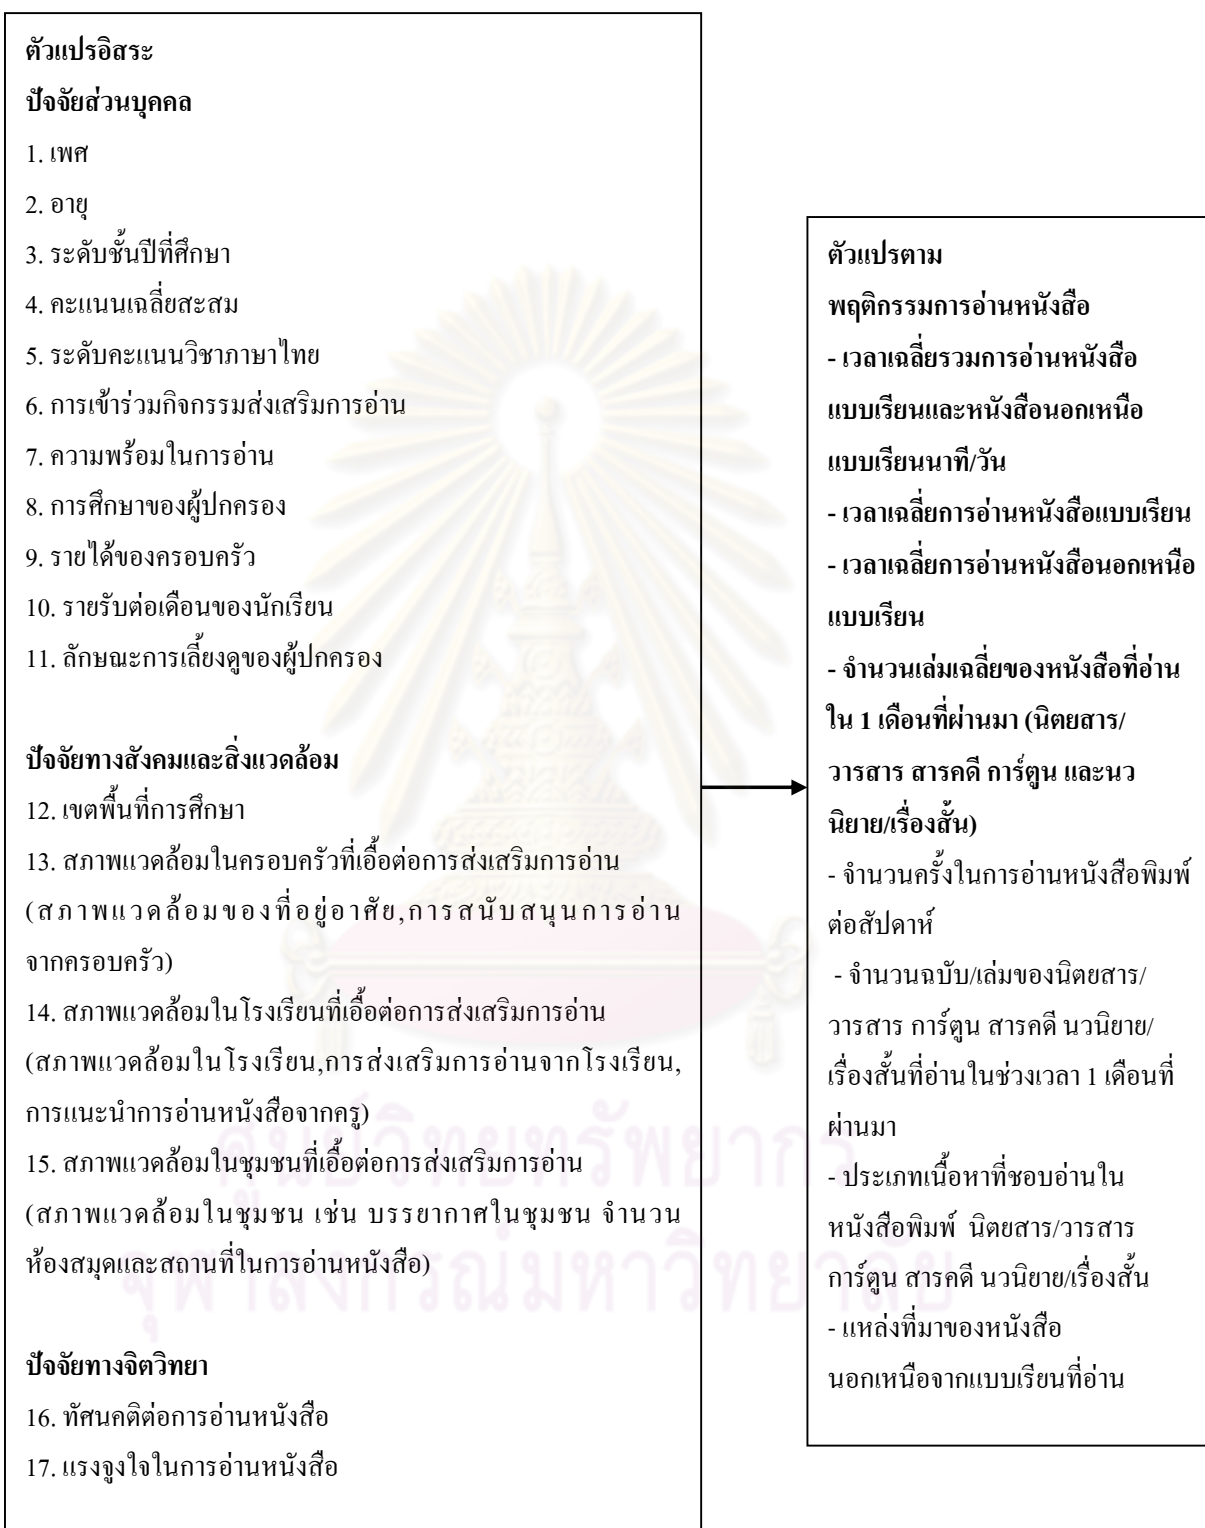 ตัวแปรอิสระ
ปัจจัยส่วนบุคคล
1. เพศ
2. อายุ
3. ระดับชั้นปีที่ศึกษา
4. คะแนนเฉลี่ยสะสม
5. ระดับคะแนนวิชาภาษาไทย
6. การเข้าร่วมกิจกรรมส่งเสริมการอ่าน
7. ความพร้อมในการอ่าน
8. การศึกษาของผู้ปกครอง
9. รายได้ของครอบครัว
10. รายรับต่อเดือนของนักเรียน
11. ลักษณะการเลี้ยงดูของผู้ปกครอง
ปัจจัยทางสังคมและสิ่งแวดล้อม
12. เขตพื้นที่การศึกษา
13. สภาพแวดล้อมในครอบครัวที่เอื้อต่อการส่งเสริมการอ่าน
(สภาพแวดล้อมของที่อยู่อาศัย,การสนับสนุนการอ่าน
จากครอบครัว)
14. สภาพแวดล้อมในโรงเรียนที่เอื้อต่อการส่งเสริมการอ่าน
(สภาพแวดล้อมในโรงเรียน,การส่งเสริมการอ่านจากโรงเรียน,
การแนะนำการอ่านหนังสือจากครู)
15. สภาพแวดล้อมในชุมชนที่เอื้อต่อการส่งเสริมการอ่าน
(สภาพแวดล้อมในชุมชน เช่น บรรยากาศในชุมชน จำนวน
ห้องสมุดและสถานที่ในการอ่านหนังสือ)
ปัจจัยทางจิตวิทยา
16. ทัศนคติต่อการอ่านหนังสือ
17. แรงจูงใจในการอ่านหนังสือ
ตัวแปรตาม
พฤติกรรมการอ่านหนังสือ
- เวลาเฉลี่ยรวมการอ่านหนังสือ
แบบเรียนและหนังสือนอกเหนือ
แบบเรียนนาที/วัน
- เวลาเฉลี่ยการอ่านหนังสือแบบเรียน
- เวลาเฉลี่ยการอ่านหนังสือนอกเหนือ
แบบเรียน
- จำนวนเล่มเฉลี่ยของหนังสือที่อ่าน
ใน 1 เดือนที่ผ่านมา (นิตยสาร/
วารสาร สารคดี การ์ตูน และนว
นิยาย/เรื่องสั้น)
- จำนวนครั้งในการอ่านหนังสือพิมพ์
ต่อสัปดาห์
- จำนวนฉบับ/เล่มของนิตยสาร/
วารสาร การ์ตูน สารคดี นวนิยาย/
เรื่องสั้นที่อ่านในช่วงเวลา 1 เดือนที่
ผ่านมา
- ประเภทเนื้อหาที่ชอบอ่านใน
หนังสือพิมพ์ นิตยสาร/วารสาร
การ์ตูน สารคดี นวนิยาย/เรื่องสั้น
- แหล่งที่มาของหนังสือ
นอกเหนือจากแบบเรียนที่อ่าน
ศูนย์วิทยทรัพยากร
จุฬาลงกรณ์มหาวิทยาลัย